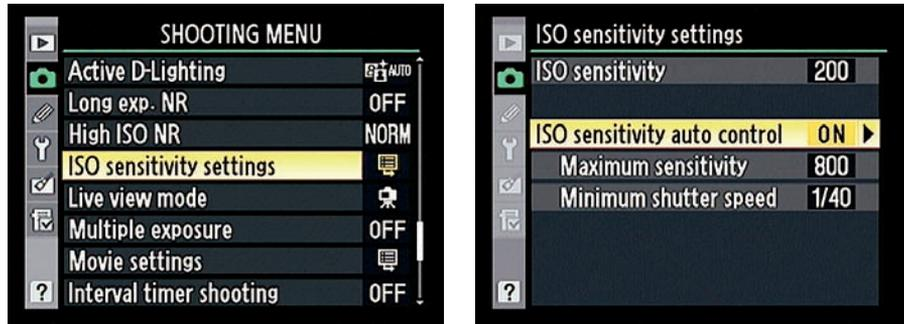 SHOOTING MENU
Active D-Lighting AUTO
Long exp. NR OFF
High ISO NR NORM
ISO sensitivity settings
Live view mode
Multiple exposure OFF
Movie settings
Interval timer shooting OFF
?
ISO sensitivity settings
ISO sensitivity 200
ISO sensitivity auto control ON
Maximum sensitivity 800
Minimum shutter speed 1/40
?